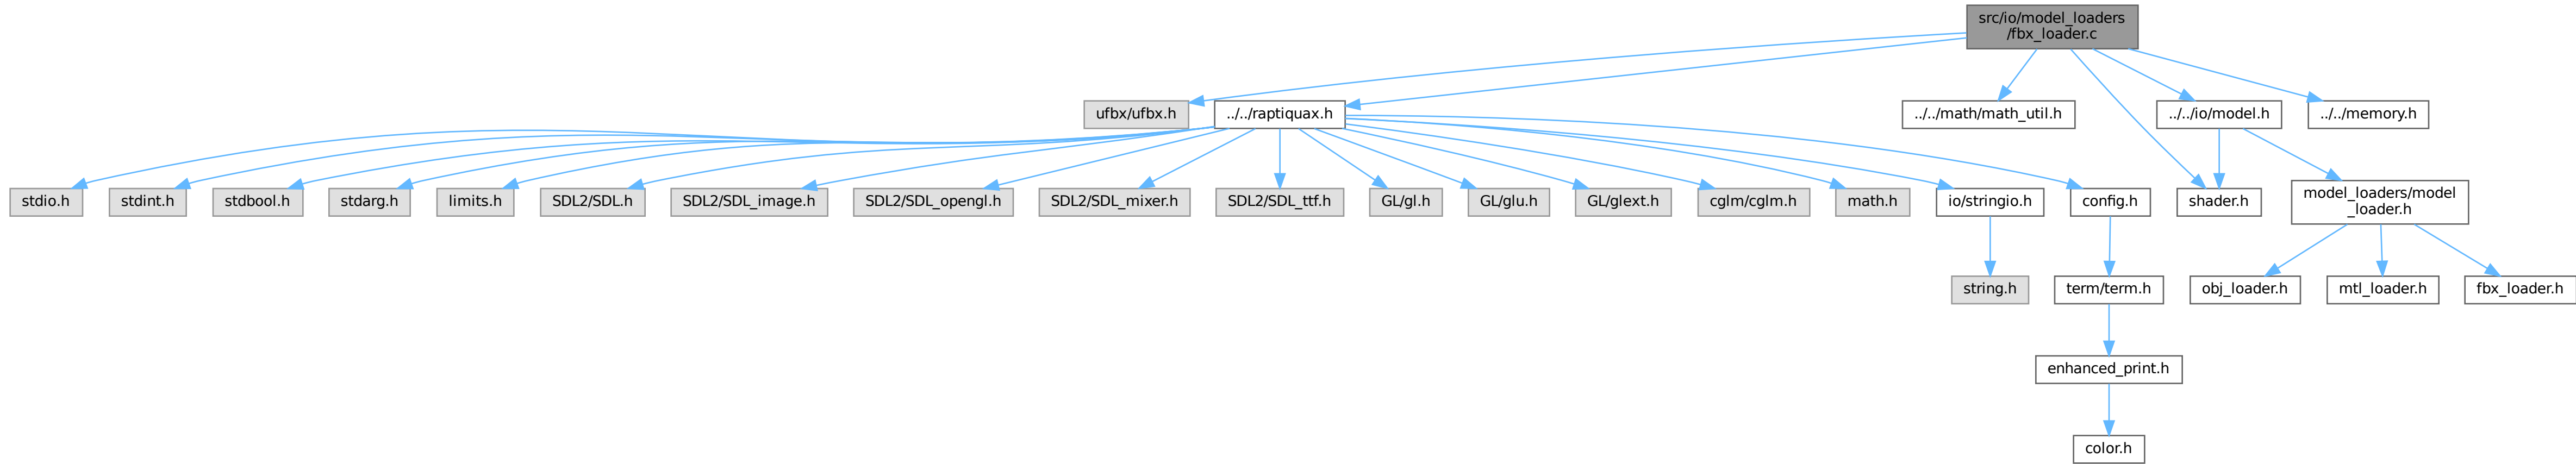 src/io/model_loaders
/fbx_loader.c
ufbx/ufbx.h
../../raptiquax.h
../../math/math_util.h
../../io/model.h
../../memory.h
stdio.h
stdint.h
stdbool.h
stdarg.h
limits.h
SDL2/SDL.h
SDL2/SDL_image.h
SDL2/SDL_opengl.h
SDL2/SDL_mixer.h
SDL2/SDL_ttf.h
GL/gl.h
GL/glu.h
GL/glext.h
cglm/cglm.h
math.h
io/stringio.h
config.h
shader.h
model_loaders/model
_loader.h
string.h
term/term.h
obj_loader.h
mtl_loader.h
fbx_loader.h
enhanced_print.h
color.h